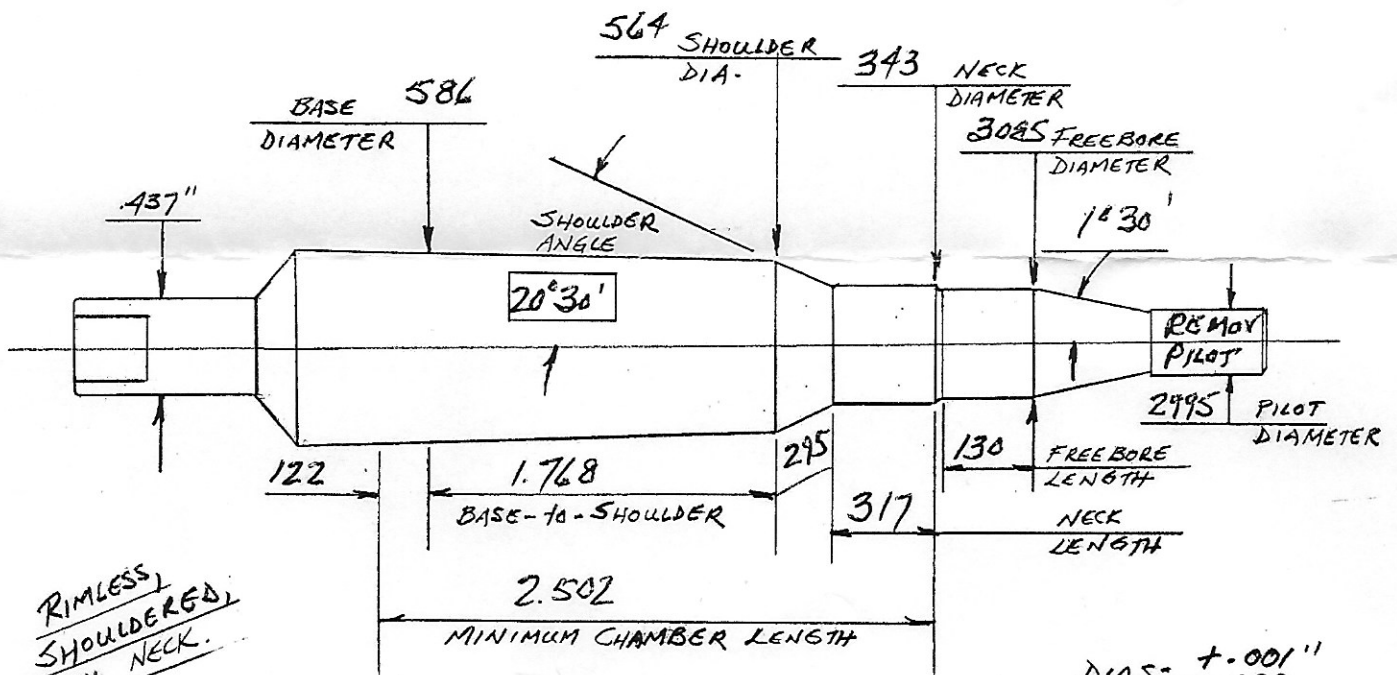 564 SHOULDER
DIA-
343 NECK
DIAMETER
BASE 586
DIAMETER
3085 FREEBORE
DIAMETER
.437"
SHOULDER
ANGLE
20°30'
1°30'
REMOV
PILOT
2995 PILOT
DIAMETER
122
1.768
BASE-to-SHOULDER
295
130 FREEBORE
LENGTH
317 NECK
LENGTH
2.502
MINIMUM CHAMBER LENGTH
RIMLESS,
SHOULDERED,
NECK.
DIAS- +.001"